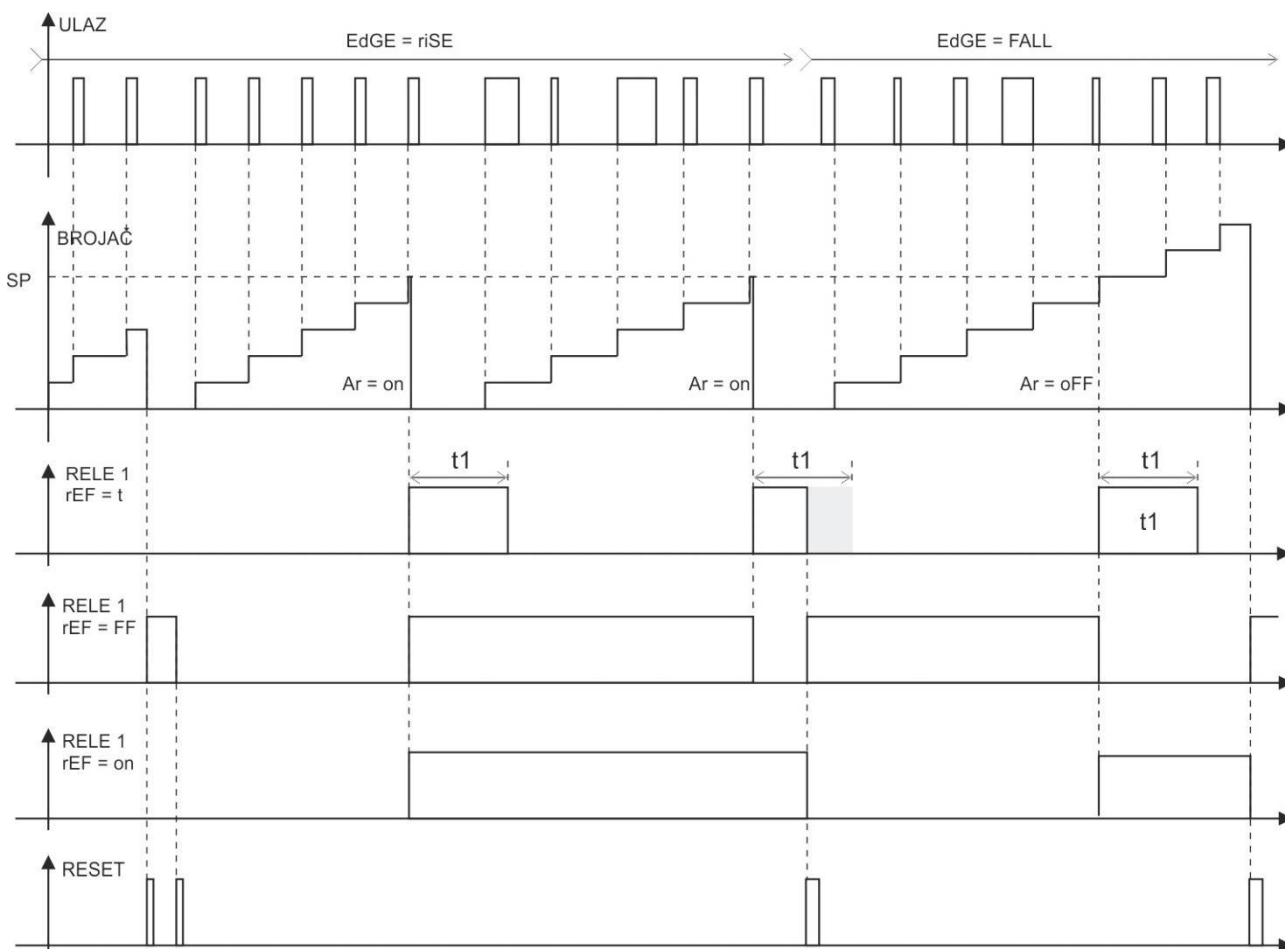 ULAZ
EdGE = riSE
EdGE = FALL
BROJAČ
SP
Ar = on
Ar = on
Ar = oFF
RELE 1
rEF = t
t1
t1
t1
t1
RELE 1
rEF = FF
RELE 1
rEF = on
RESET